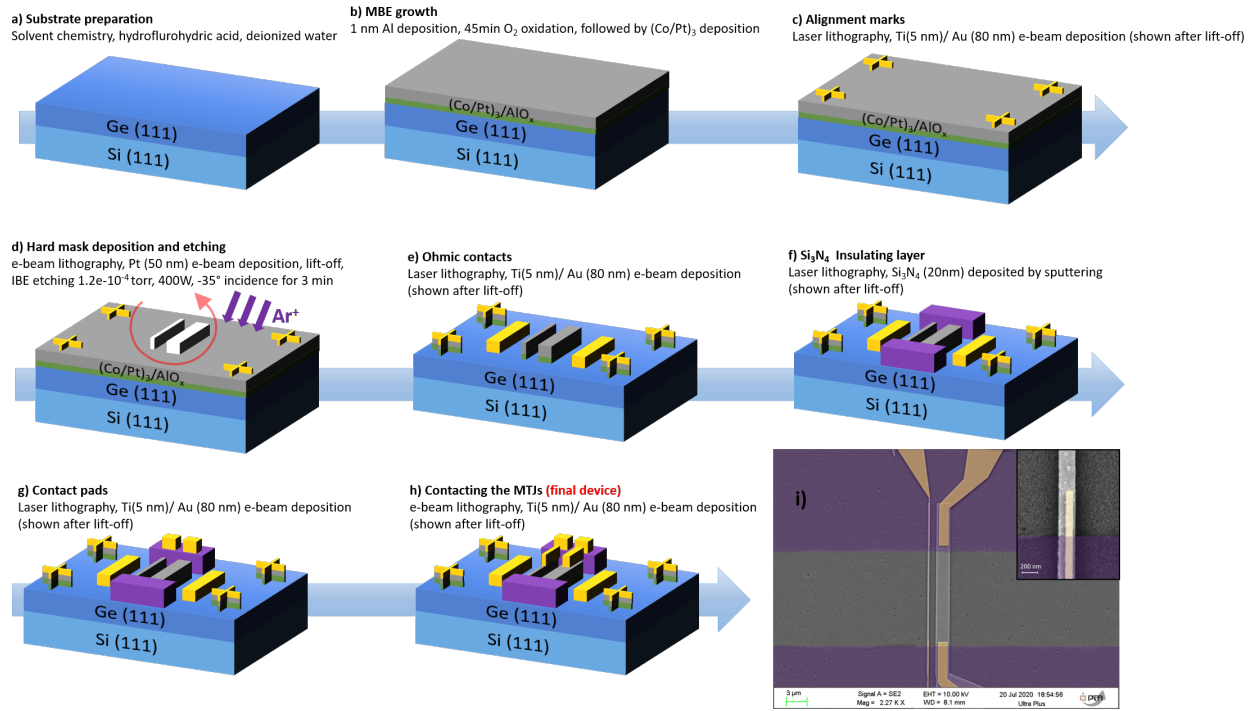 a) Substrate preparation
Solvent chemistry, hydroflurohydric acid, deionized water
Ge (111)
Si (111)
b) MBE growth
1 nm Al deposition, 45min O₂ oxidation, followed by (Co/Pt)₃ deposition
(Co/Pt)₃/AlOₓ
Ge (111)
Si (111)
c) Alignment marks
Laser lithography, Ti(5 nm)/ Au (80 nm) e-beam deposition (shown after lift-off)
(Co/Pt)₃/AlOₓ
Ge (111)
Si (111)
d) Hard mask deposition and etching
e-beam lithography, Pt (50 nm) e-beam deposition, lift-off,
IBE etching 1.2e-10⁻⁴ torr, 400W, -35° incidence for 3 min
Ar⁺
(Co/Pt)₃/AlOₓ
Ge (111)
Si (111)
e) Ohmic contacts
Laser lithography, Ti(5 nm)/ Au (80 nm) e-beam deposition
(shown after lift-off)
Ge (111)
Si (111)
f) Si₃N₄ Insulating layer
Laser lithography, Si₃N₄ (20nm) deposited by sputtering
(shown after lift-off)
Ge (111)
Si (111)
g) Contact pads
Laser lithography, Ti(5 nm)/ Au (80 nm) e-beam deposition
(shown after lift-off)
Ge (111)
Si (111)
h) Contacting the MTJs (final device)
e-beam lithography, Ti(5 nm)/ Au (80 nm) e-beam deposition
(shown after lift-off)
Ge (111)
Si (111)
i)
200 nm
3 µm
Signal A = SE2
Mag = 2.27 K X
EHT = 10.00 kV
WD = 8.1 mm
20 Jul 2020 18:54:56
Ultra Plus